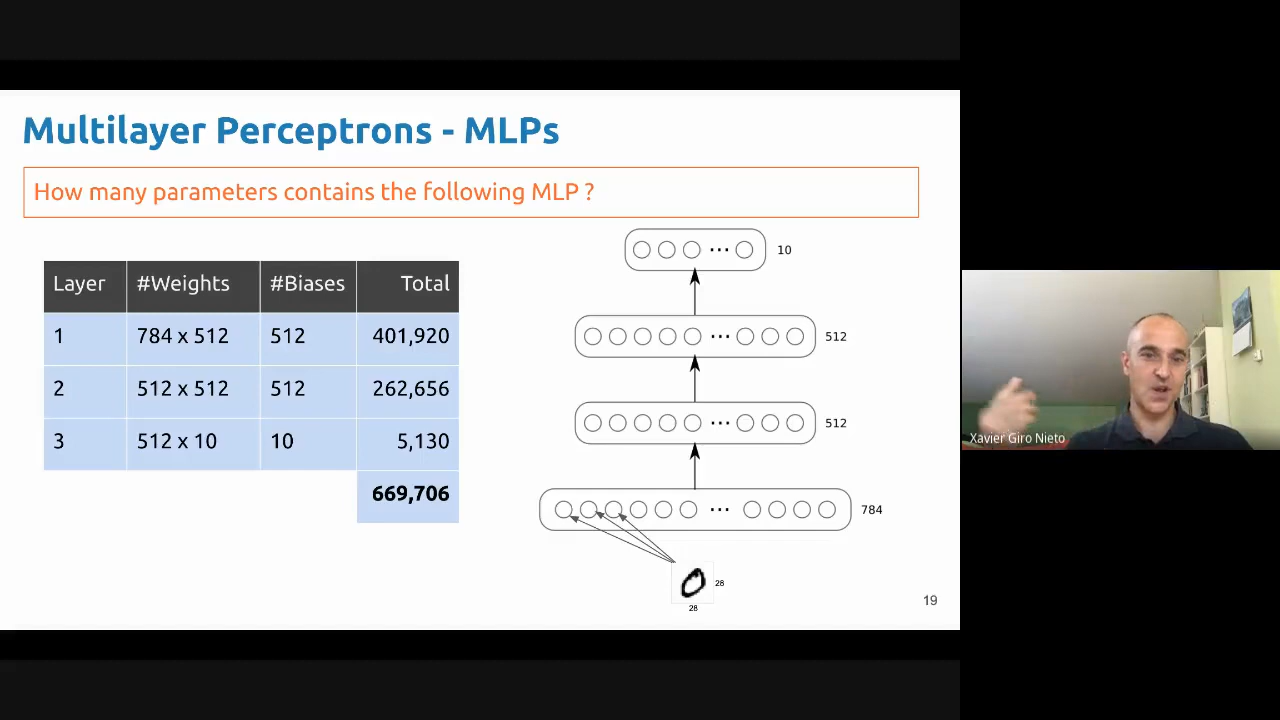 Multilayer Perceptrons - MLPs
How many parameters contains the following MLP ?
Layer #Weights #Biases Total
1 784 x 512 512 401,920
2 512 x 512 512 262,656
3 512 x 10 10 5,130
669,706
10
512
512
784
28
28
19
Xavier Giro Nieto